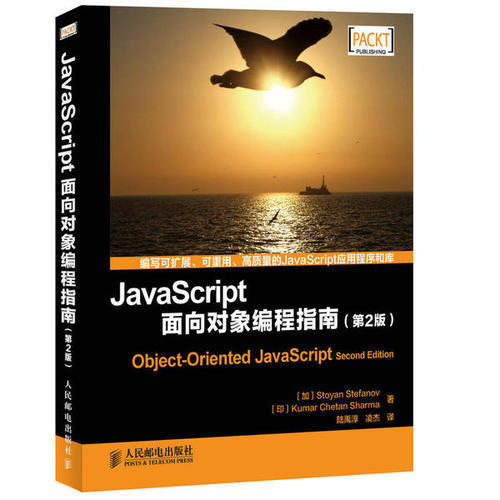 PACKT
PUBLISHING
编写可扩展、可重用、高质量的JavaScript应用程序和库
JavaScript
面向对象编程指南(第2版)
Object-Oriented JavaScript Second Edition
[加] Stoyan Stefanov
[印] Kumar Chetan Sharma 著
陆禹淳 凌杰 译
人民邮电出版社
POSTS & TELECOM PRESS
JavaScript 面向对象编程指南(第2版)
人民邮电出版社